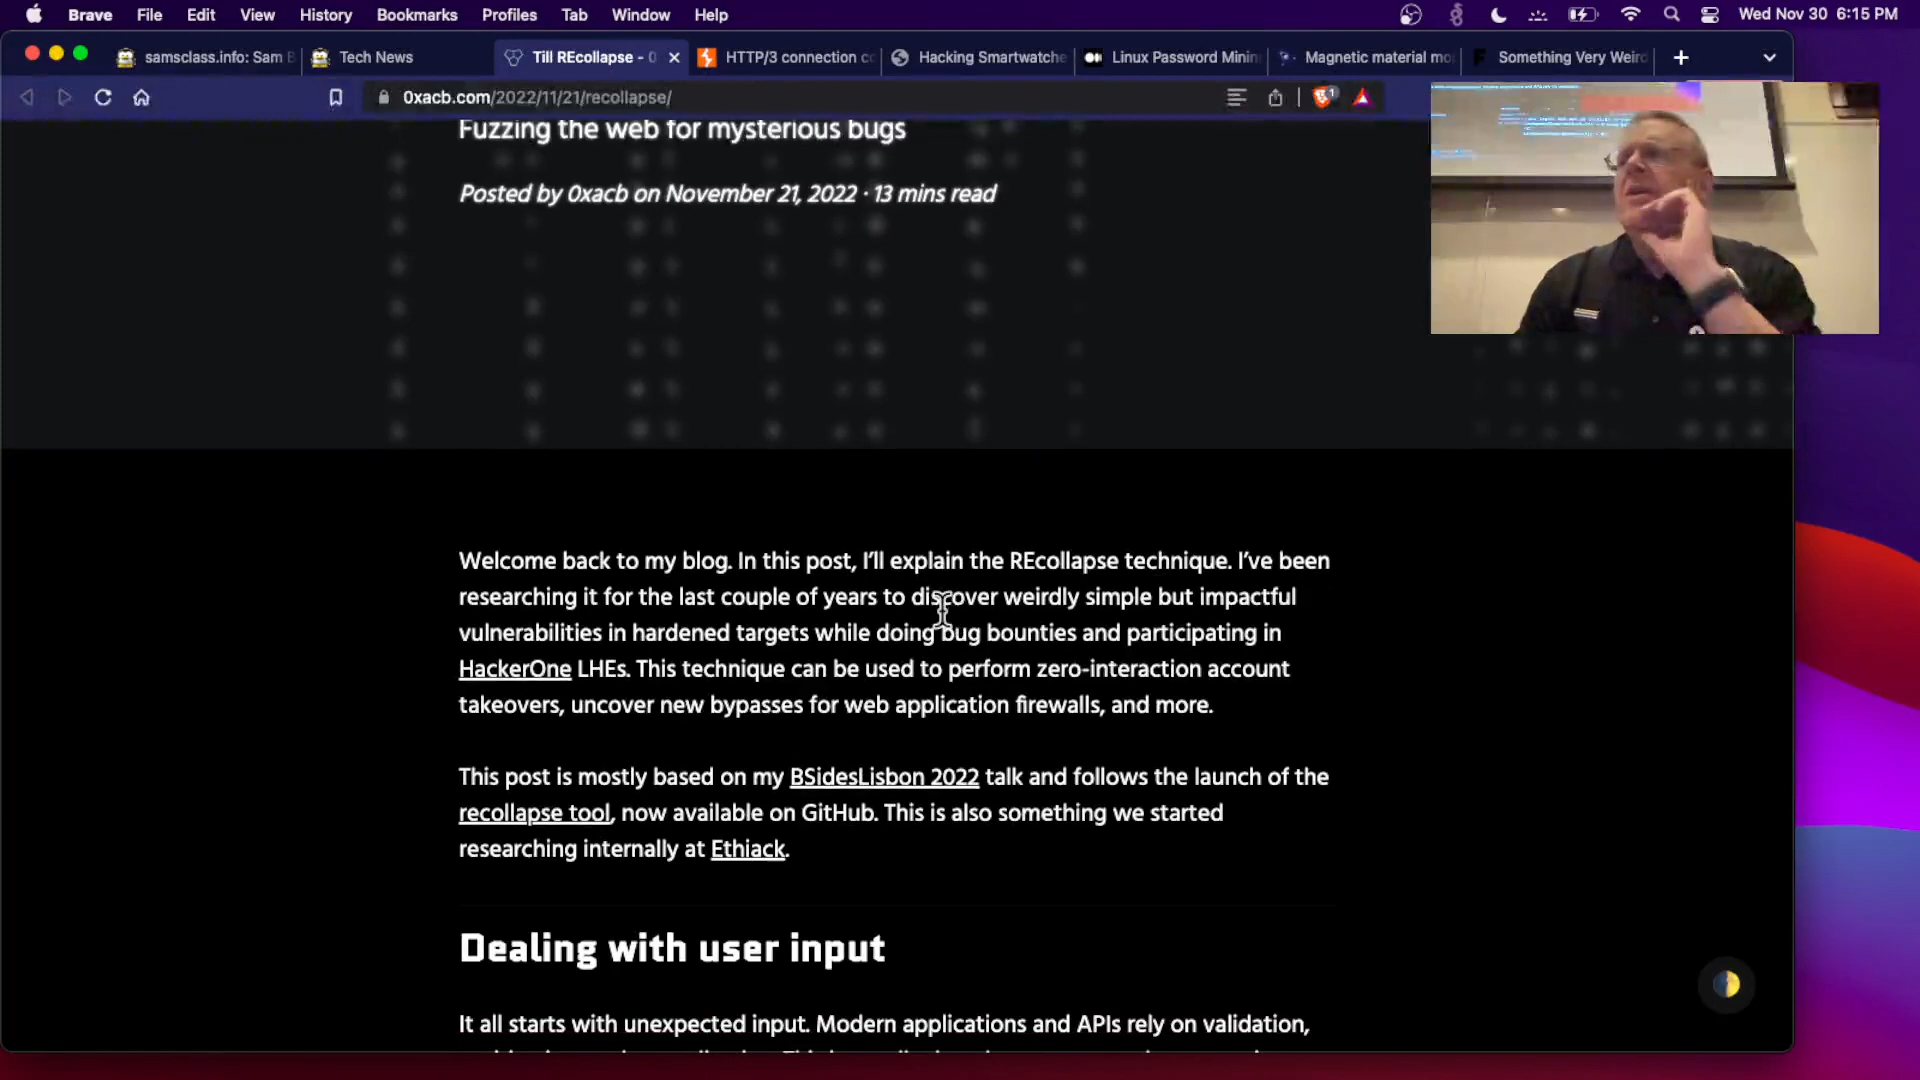 Brave File Edit View History Bookmarks Profiles Tab Window Help Wed Nov 30 6:15 PM
samsclass.info: Sam B Tech News Till REcollapse - 0 HTTP/3 connection co Hacking Smartwatche Linux Password Minin Magnetic material mo Something Very Weird
0xacb.com/2022/11/21/recollapse/ 1
Fuzzing the web for mysterious bugs
Posted by 0xacb on November 21, 2022 · 13 mins read
Welcome back to my blog. In this post, I'll explain the REcollapse technique. I've been
researching it for the last couple of years to discover weirdly simple but impactful
vulnerabilities in hardened targets while doing bug bounties and participating in
HackerOne LHEs. This technique can be used to perform zero-interaction account
takeovers, uncover new bypasses for web application firewalls, and more.
This post is mostly based on my BSidesLisbon 2022 talk and follows the launch of the
recollapse tool, now available on GitHub. This is also something we started
researching internally at Ethiack.
Dealing with user input
It all starts with unexpected input. Modern applications and APIs rely on validation,